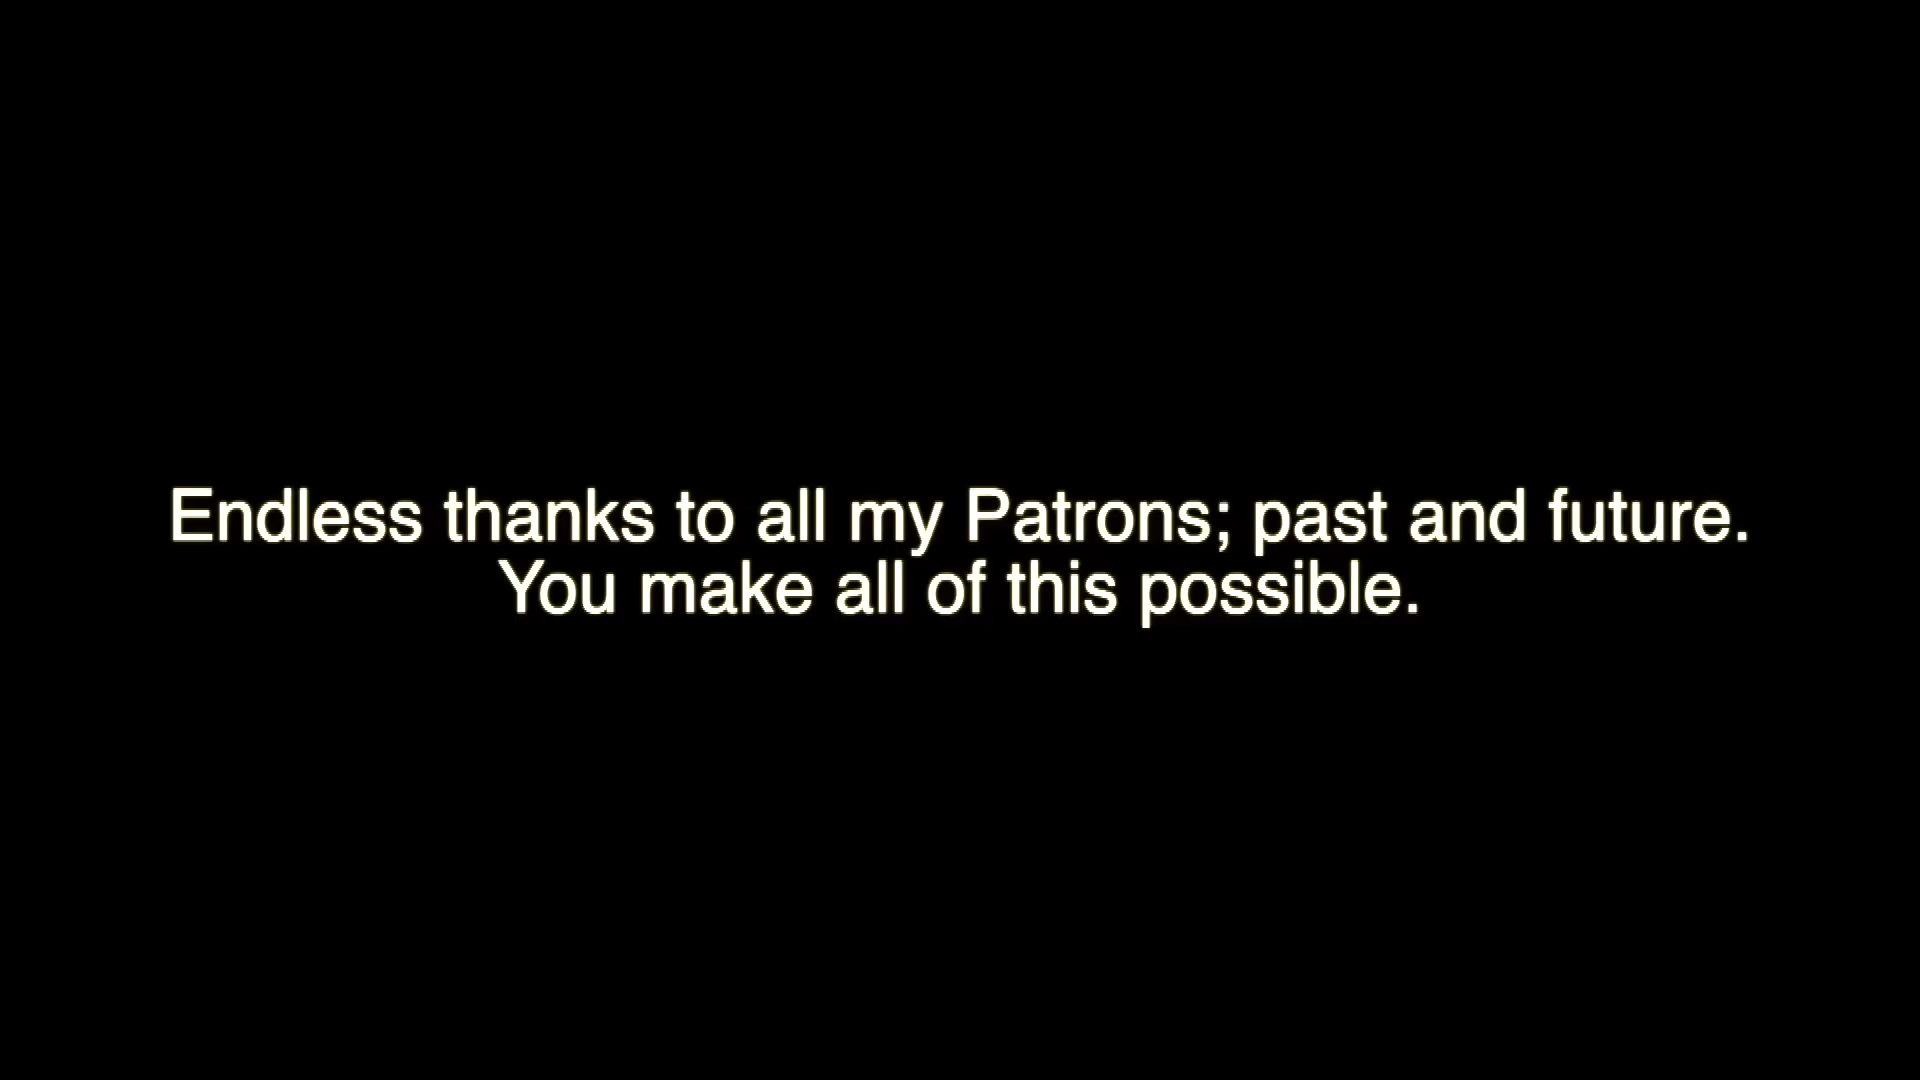 Endless thanks to all my Patrons; past and future.
You make all of this possible.